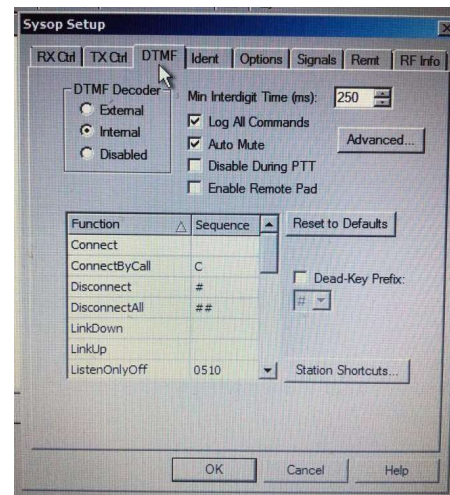 Sysop Setup
RX Ctrl TX Ctrl DTMF Ident Options Signals Remt RF Info
DTMF Decoder
External
Internal
Disabled
Min Interdigit Time (ms): 250
Log All Commands
Auto Mute
Disable During PTT
Enable Remote Pad
Advanced...
Function Sequence
Connect
ConnectByCall C
Disconnect #
DisconnectAll ##
LinkDown
LinkUp
ListenOnlyOff 0510
Reset to Defaults
Dead-Key Prefix:
#
Station Shortcuts...
OK Cancel Help